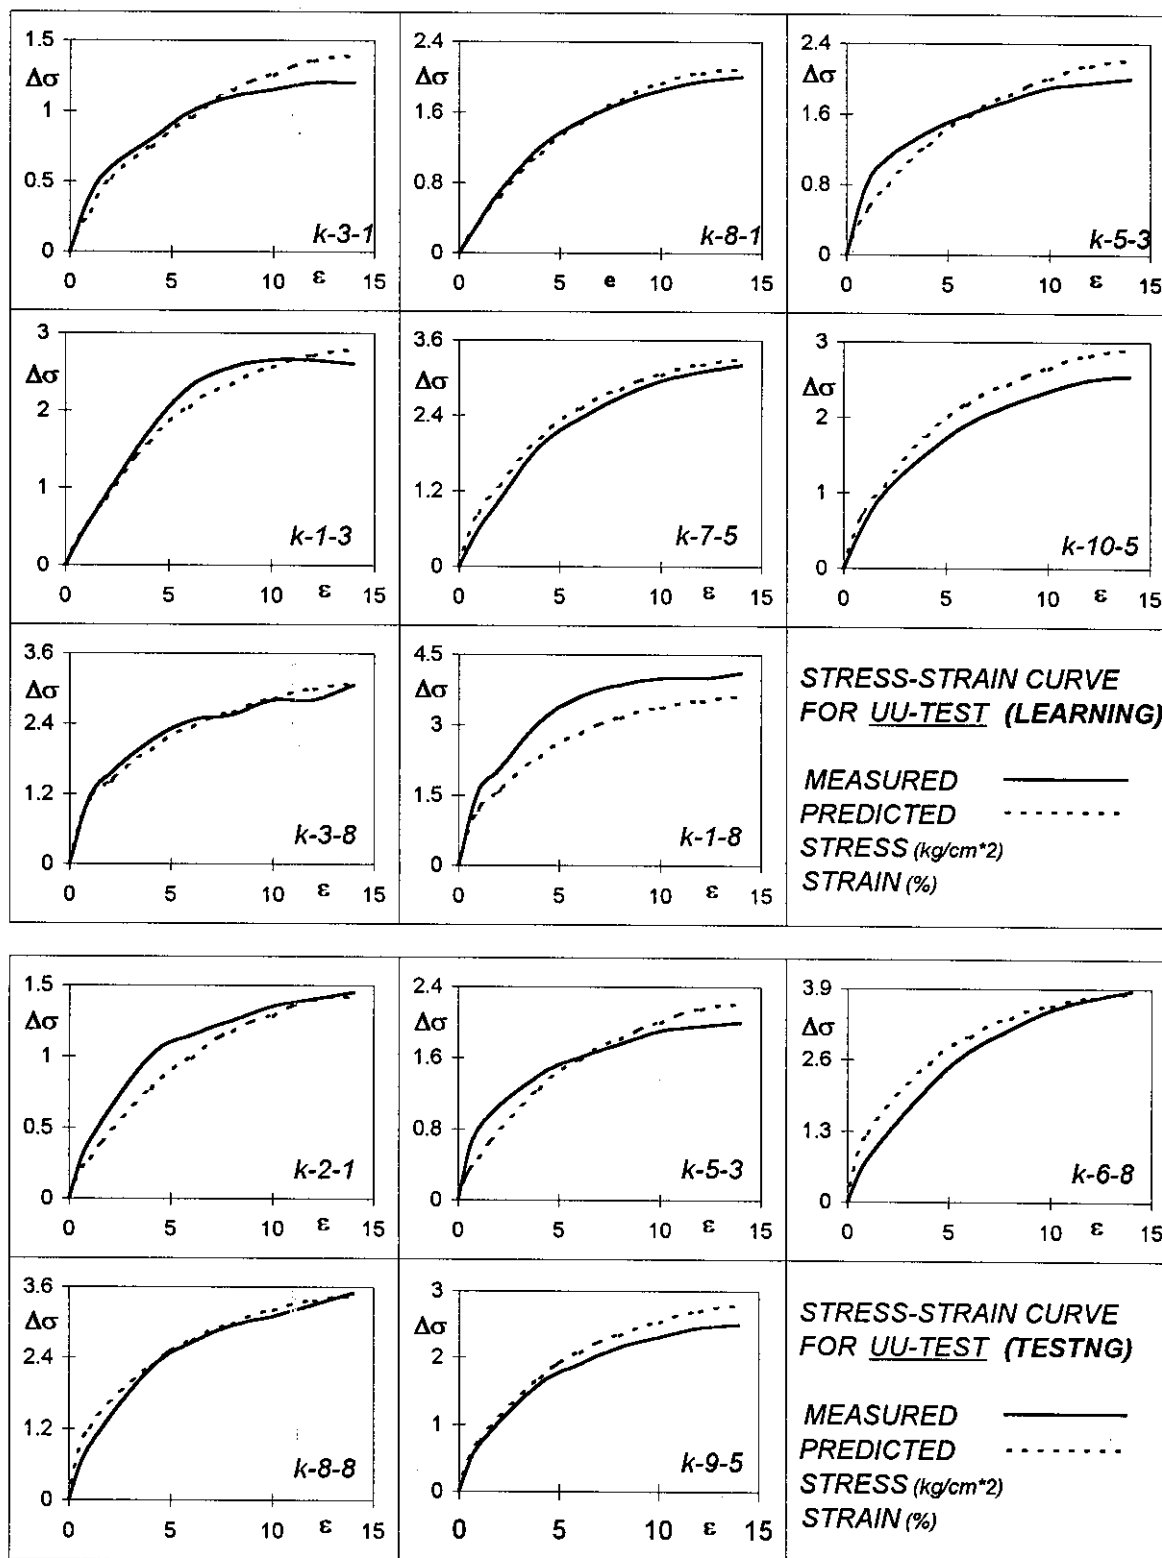 1.5
Δσ
1
0.5
0
k-3-1
0 5 ε 15
2.4
Δσ
1.6
0.8
0
k-8-1
0 5 e 10 15
2.4
Δσ
1.6
0.8
0
k-5-3
0 5 ε 10 15
3
Δσ
2
1
0
k-1-3
0 5 10 ε 15
3.6
Δσ
2.4
1.2
0
k-7-5
0 5 10 ε 15
3
Δσ
2
1
0
k-10-5
0 5 10 ε 15
3.6
Δσ
2.4
1.2
0
k-3-8
0 5 10 ε 15
4.5
Δσ
3
1.5
0
k-1-8
0 5 10 ε 15
STRESS-STRAIN CURVE
FOR UU-TEST (LEARNING)
MEASURED
PREDICTED
STRESS (kg/cm*2)
STRAIN (%)
1.5
Δσ
1
0.5
0
k-2-1
0 5 10 ε 15
2.4
Δσ
1.6
0.8
0
k-5-3
0 5 10 ε 15
3.9
Δσ
2.6
1.3
0
k-6-8
0 5 10 ε 15
3.6
Δσ
2.4
1.2
0
k-8-8
0 5 10 ε 15
3
Δσ
2
1
0
k-9-5
0 5 10 ε 15
STRESS-STRAIN CURVE
FOR UU-TEST (TESTNG)
MEASURED
PREDICTED
STRESS (kg/cm*2)
STRAIN (%)